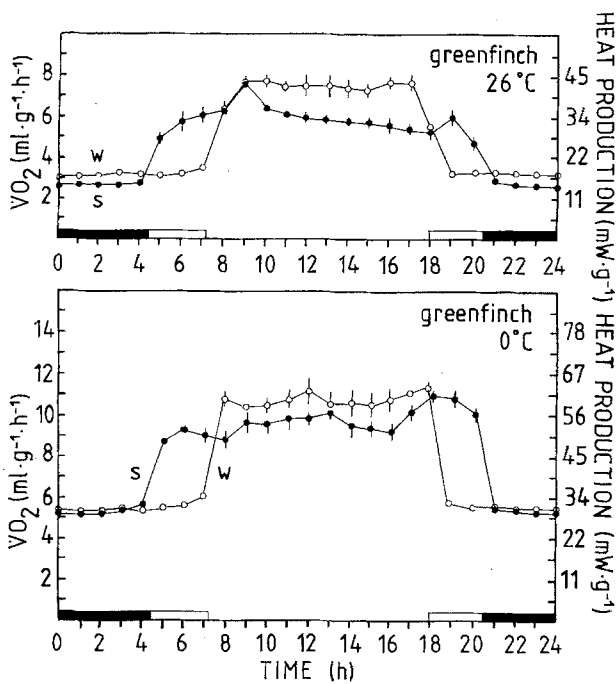 greenfinch
26°C
VO2 (ml·g-1·h-1)
8
6
4
2
W
S
45
34
22
18
11
HEAT PRODUCTION (mW·g-1)
0 2 4 6 8 10 12 14 16 18 20 22 24
greenfinch
0°C
VO2 (ml·g-1·h-1)
14
12
10
8
6
4
2
S
W
78
67
56
45
34
22
11
HEAT PRODUCTION (mW·g-1)
0 2 4 6 8 10 12 14 16 18 20 22 24
TIME (h)